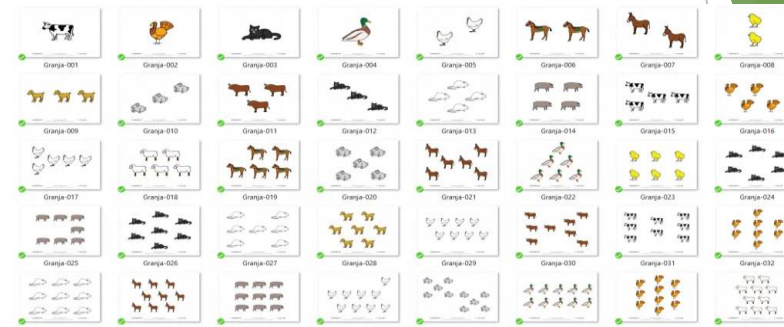 Granja-001 Granja-002 Granja-003 Granja-004 Granja-005 Granja-006 Granja-007 Granja-008
Granja-009 Granja-010 Granja-011 Granja-012 Granja-013 Granja-014 Granja-015 Granja-016
Granja-017 Granja-018 Granja-019 Granja-020 Granja-021 Granja-022 Granja-023 Granja-024
Granja-025 Granja-026 Granja-027 Granja-028 Granja-029 Granja-030 Granja-031 Granja-032